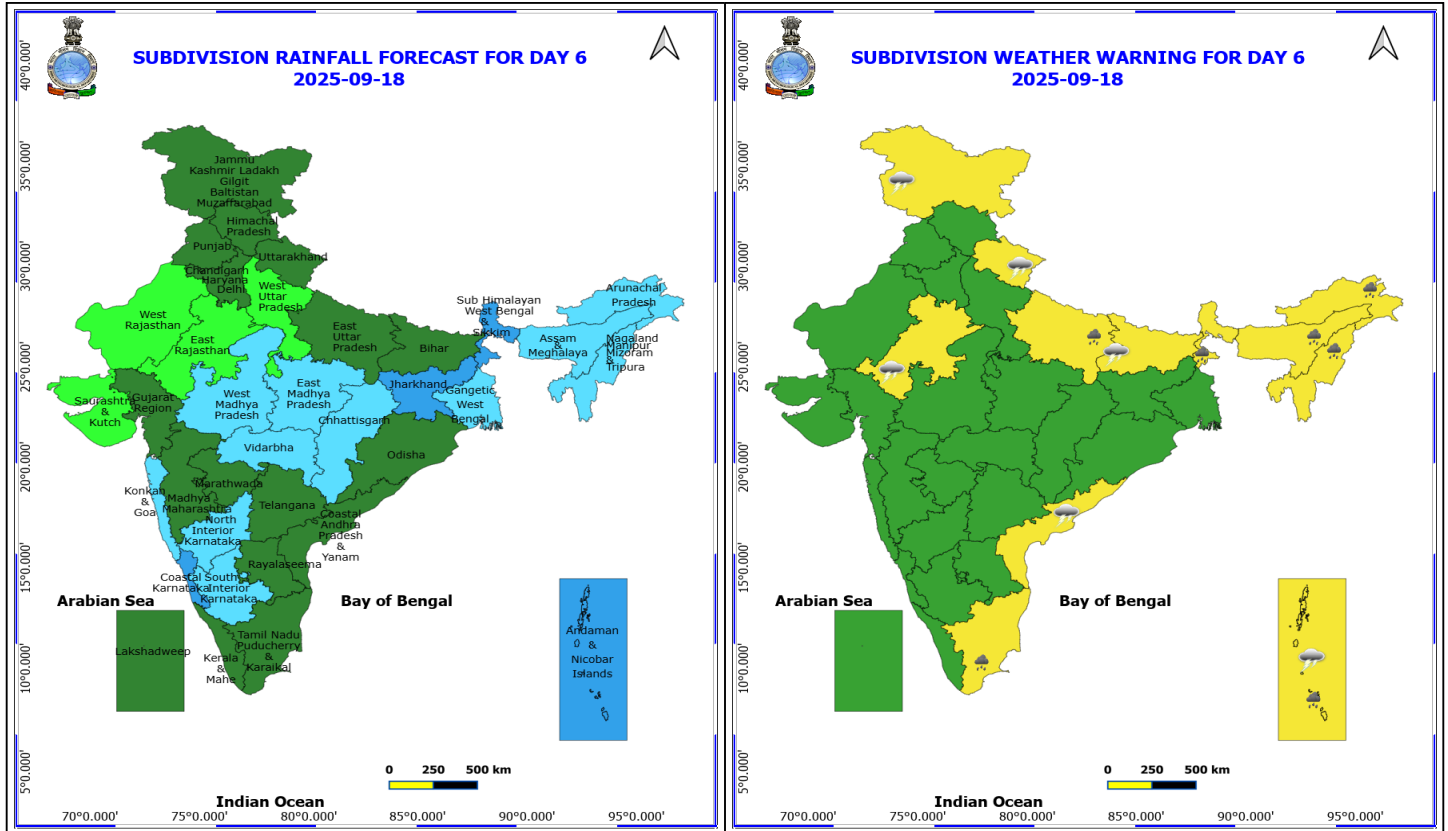 SUBDIVISION RAINFALL FORECAST FOR DAY 6
2025-09-18
40°0.000'
35°0.000'
30°0.000'
25°0.000'
20°0.000'
15°0.000'
10°0.000'
5°0.000'
Jammu
Kashmir Ladakh
Gilgit
Baltistan
Muzaffarabad
Himachal
Pradesh
Punjab
Uttarakhand
Chandigarh
Haryana
Delhi
West
Uttar
Pradesh
West
Rajasthan
East
Rajasthan
East
Uttar
Pradesh
Bihar
Sub Himalayan
West Bengal
&
Sikkim
Arunachal
Pradesh
Assam
&
Meghalaya
Nagaland
Manipur
Mizoram
&
Tripura
Saurashtra
&
Kutch
Gujarat
Region
West
Madhya
Pradesh
East
Madhya
Pradesh
Jharkhand
Gangetic
West
Bengal
Chhattisgarh
Vidarbha
Odisha
Konkan
&
Goa
Madhya
Maharashtra
Marathwada
Telangana
North
Interior
Karnataka
Coastal
Andhra
Pradesh
&
Yanam
Rayalaseema
Coastal
Karnataka
South
Interior
Karnataka
Arabian Sea
Bay of Bengal
Lakshadweep
Kerala
&
Mahe
Tamil Nadu
Puducherry
&
Karaikal
Andaman
&
Nicobar
Islands
0 250 500 km
Indian Ocean
70°0.000' 75°0.000' 80°0.000' 85°0.000' 90°0.000' 95°0.000'
SUBDIVISION WEATHER WARNING FOR DAY 6
2025-09-18
40°0.000'
35°0.000'
30°0.000'
25°0.000'
20°0.000'
15°0.000'
10°0.000'
5°0.000'
Arabian Sea
Bay of Bengal
0 250 500 km
Indian Ocean
70°0.000' 75°0.000' 80°0.000' 85°0.000' 90°0.000' 95°0.000'